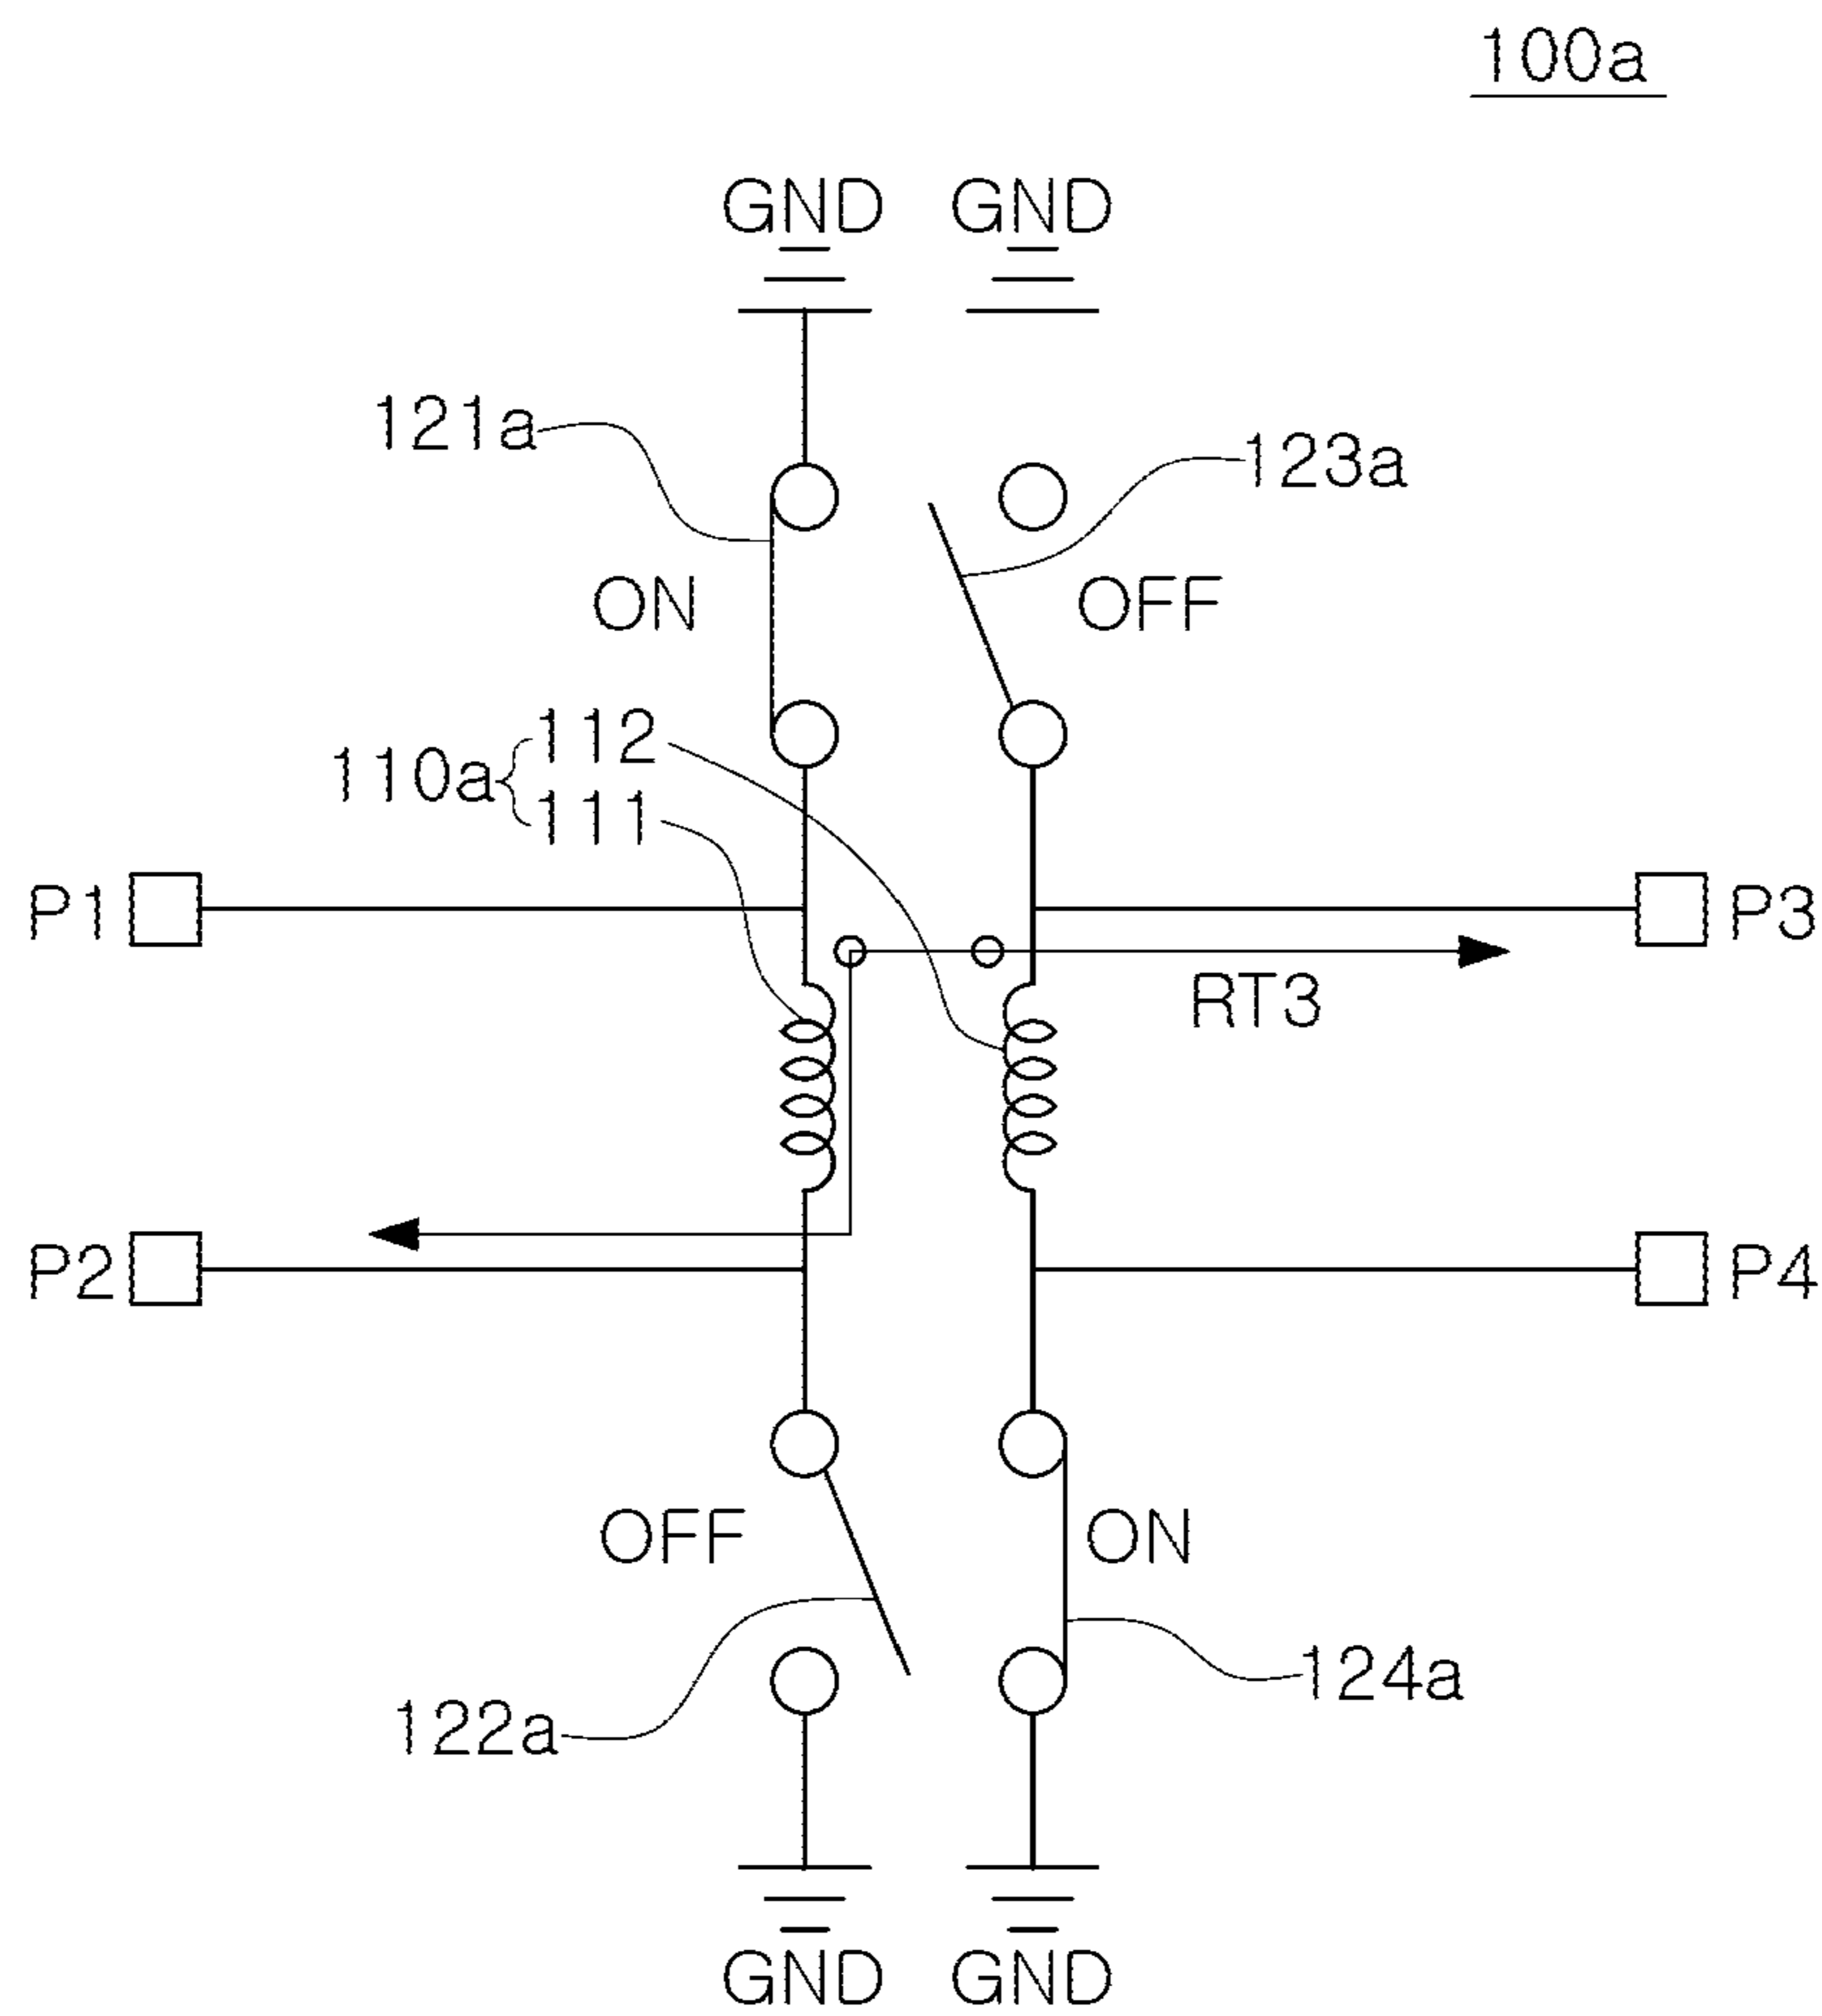 100a
GND GND
121a
123a
ON
OFF
112
110a
111
P1
P3
RT3
P2
P4
OFF
ON
124a
122a
GND GND